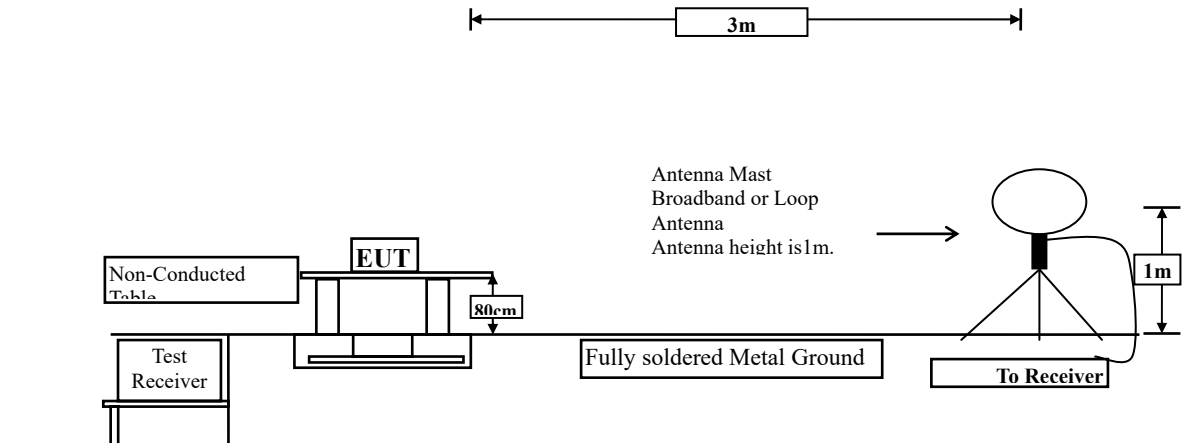 3m
Antenna Mast
Broadband or Loop
Antenna
Antenna height is1m.
EUT
Non-Conducted
Table
80cm
1m
Test
Receiver
Fully soldered Metal Ground
To Receiver